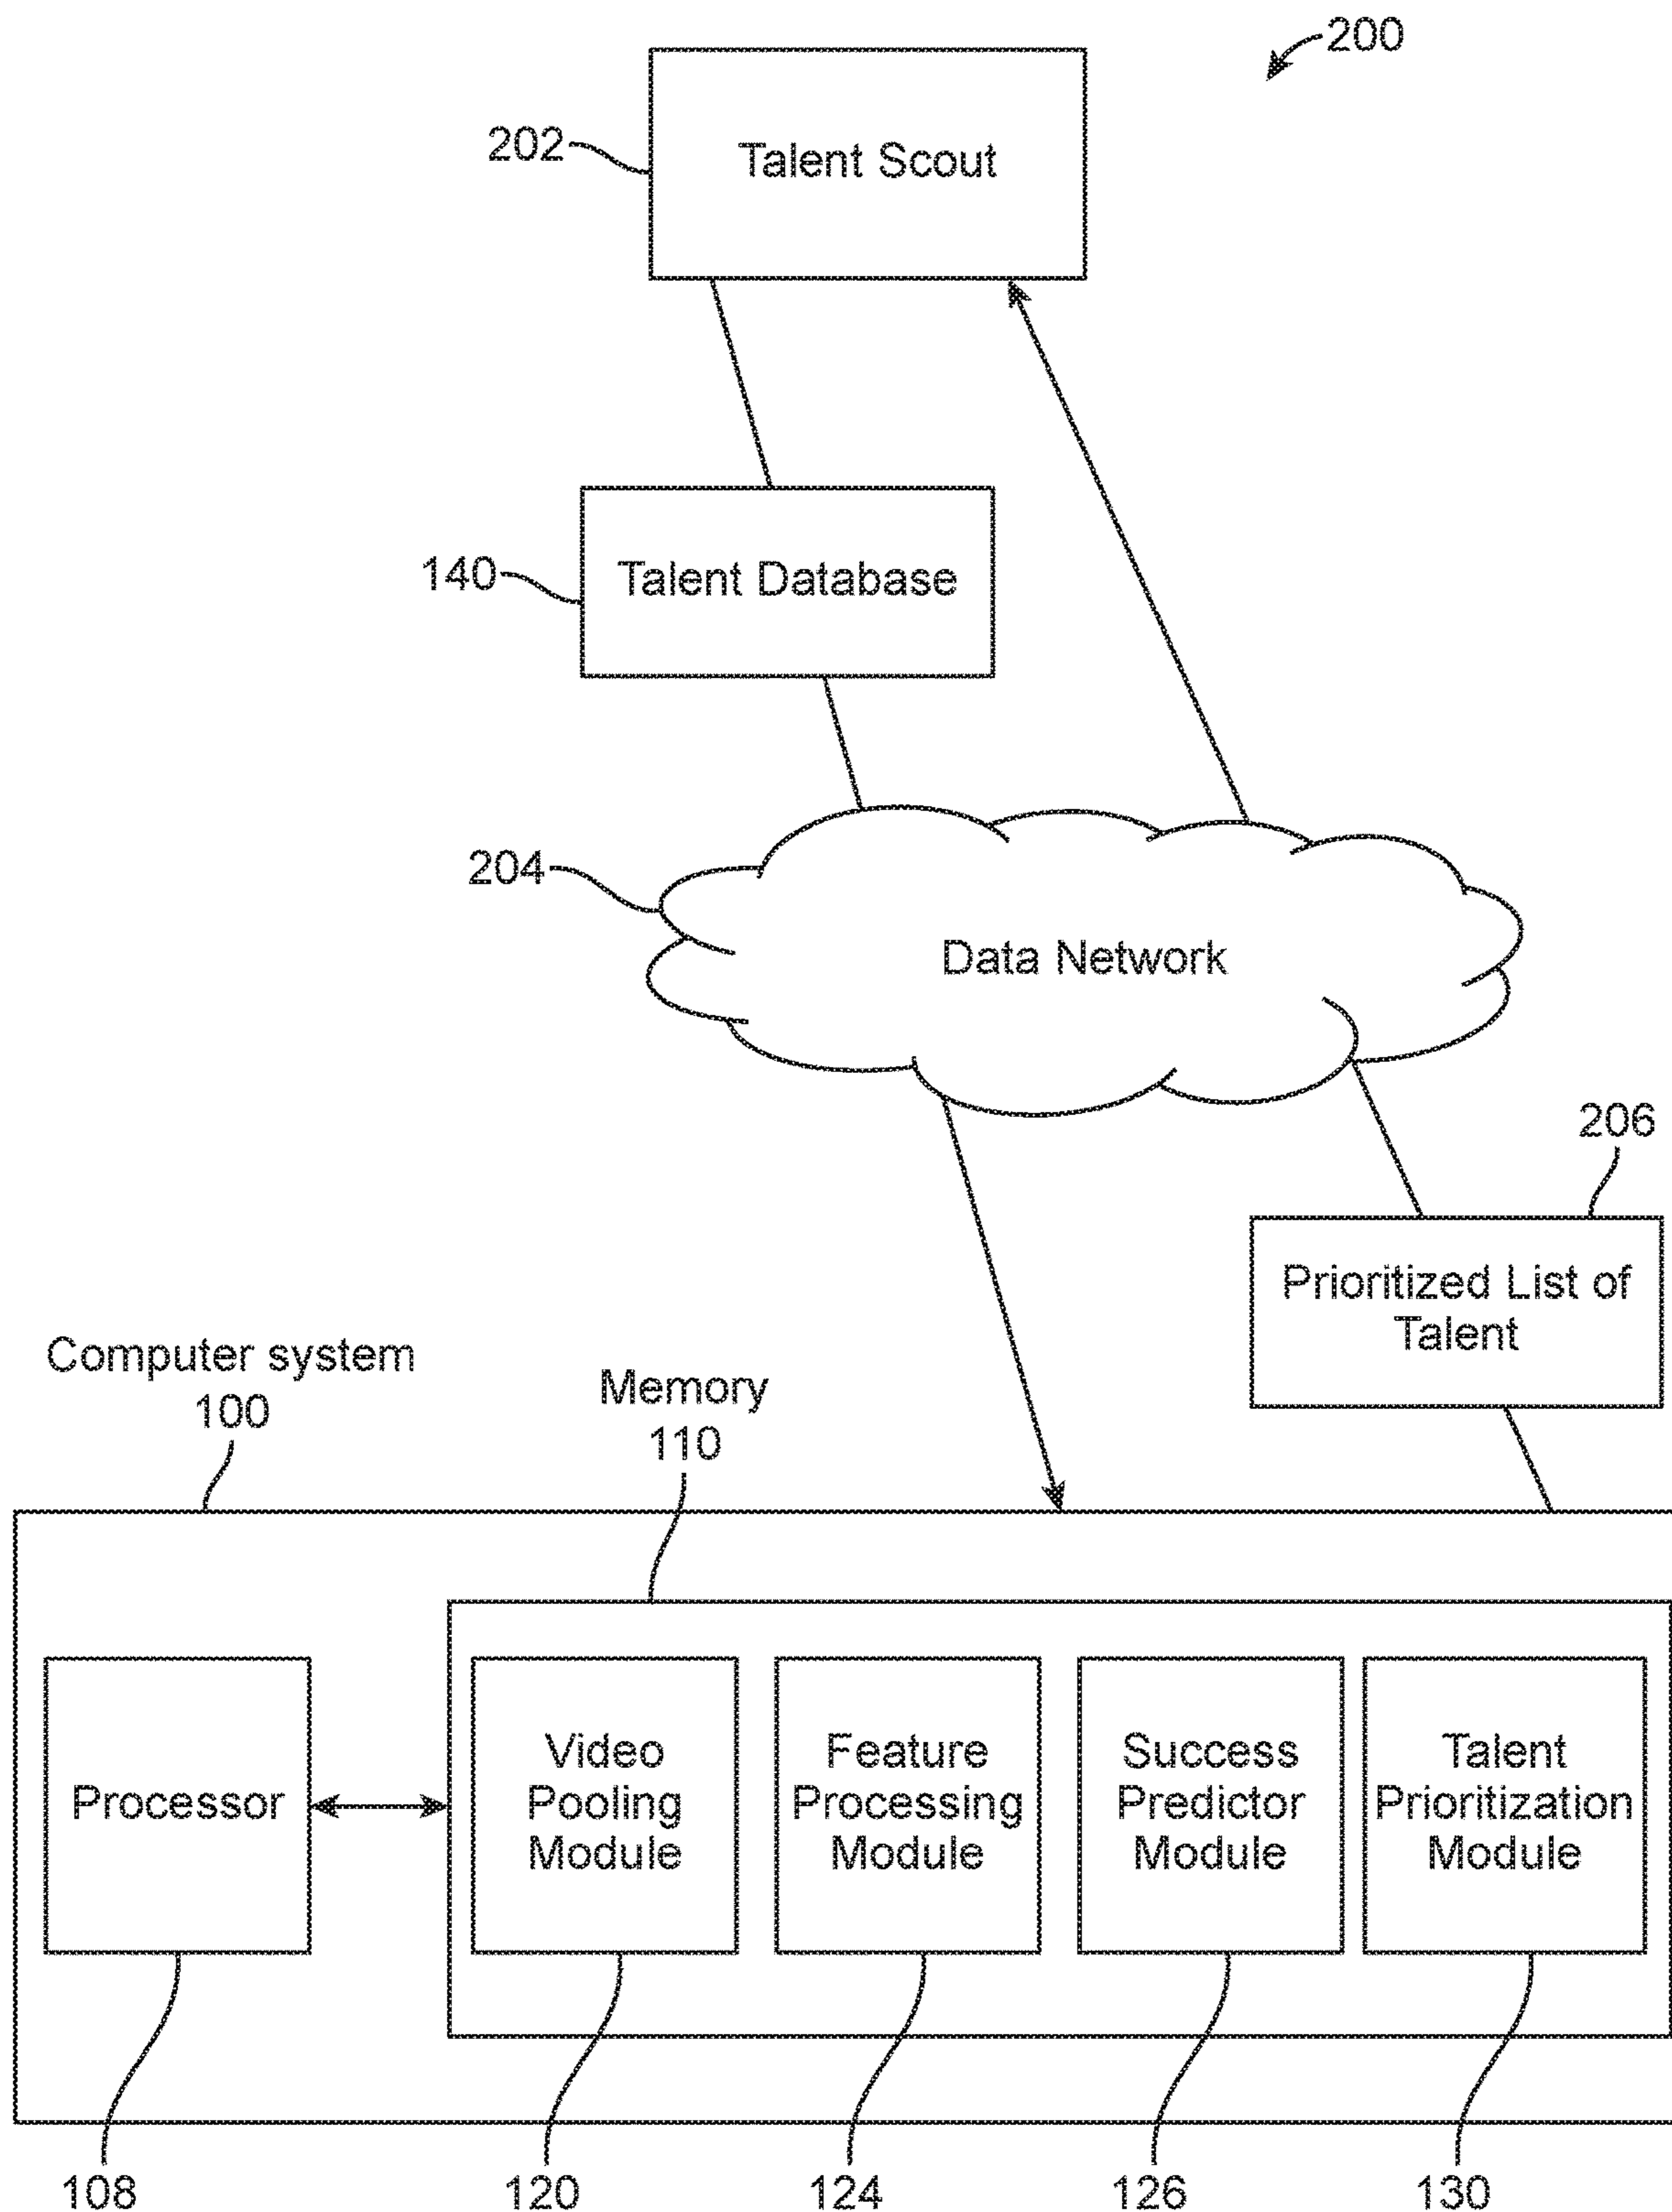 200
202
Talent Scout
140
Talent Database
204
Data Network
206
Prioritized List of
Talent
Computer system
100
Memory
110
Processor
Video
Pooling
Module
Feature
Processing
Module
Success
Predictor
Module
Talent
Prioritization
Module
108
120
124
126
130